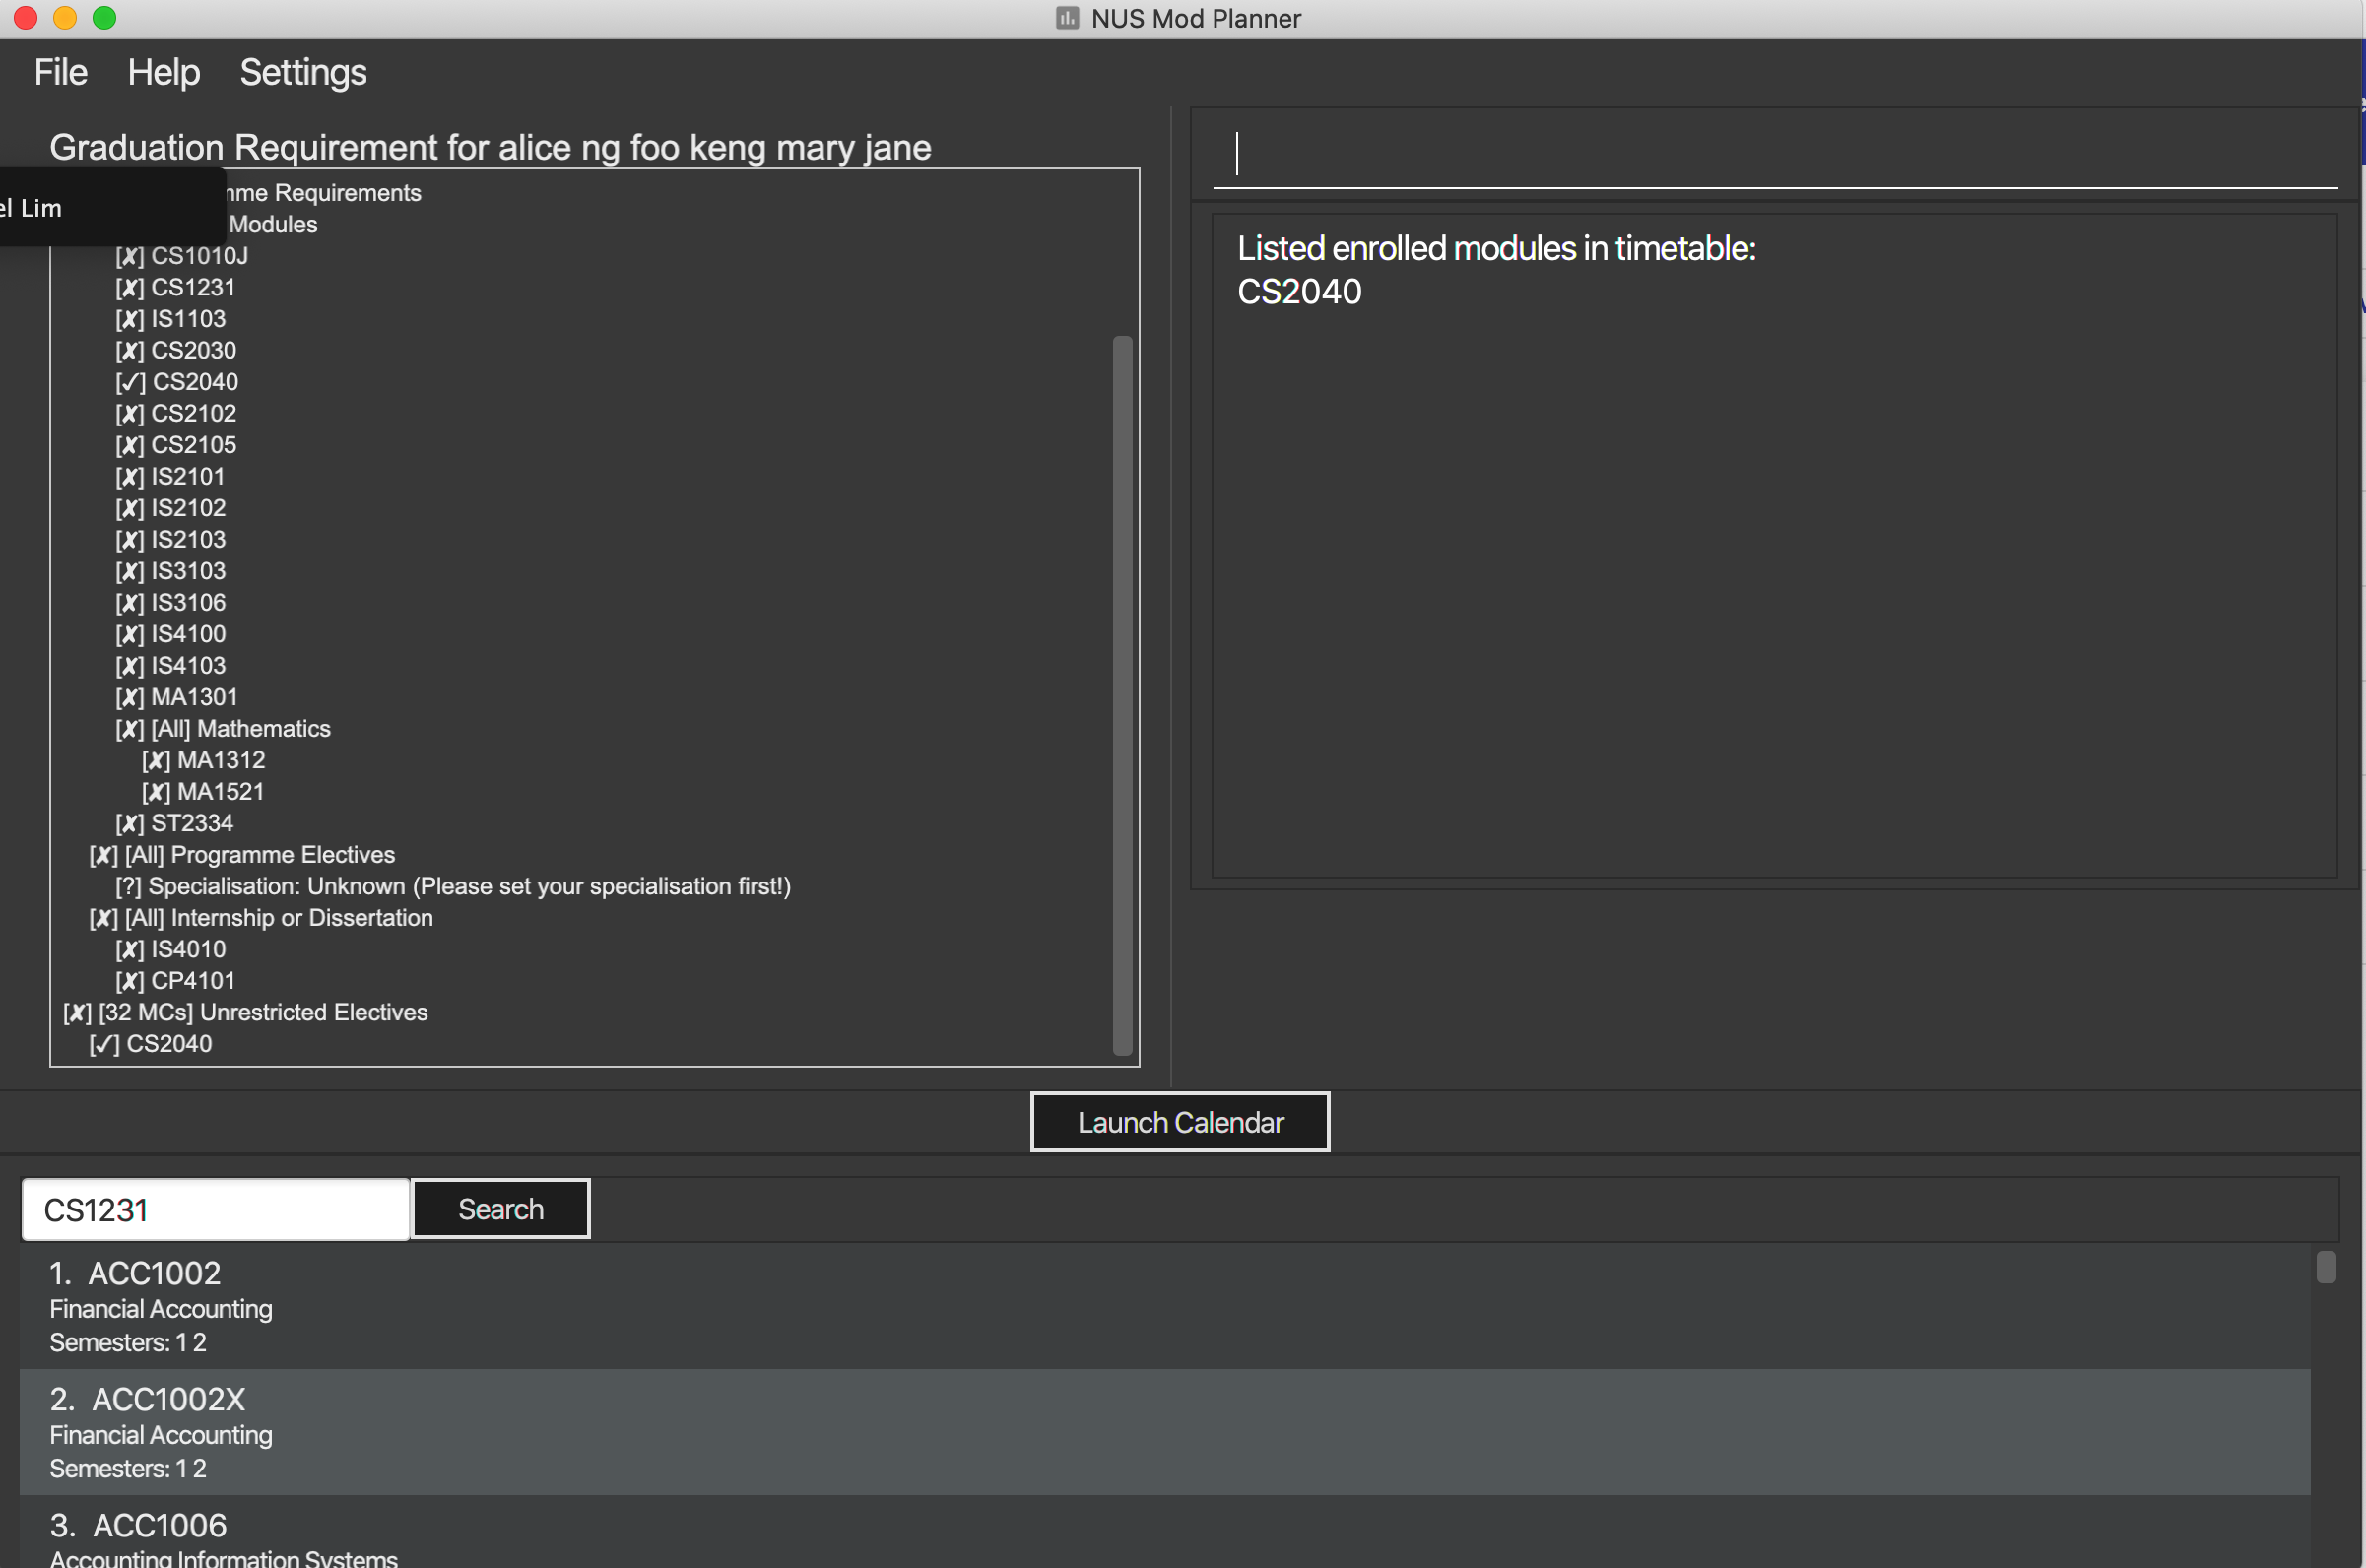 NUS Mod Planner
File Help Settings
Graduation Requirement for alice ng foo keng mary jane
Requirements
Lim
Modules
[✗] CS1010J
[✗] CS1231
[✗] IS1103
[✗] CS2030
[✓] CS2040
[✗] CS2102
[✗] CS2105
[✗] IS2101
[✗] IS2102
[✗] IS2103
[✗] IS3103
[✗] IS3106
[✗] IS4100
[✗] IS4103
[✗] MA1301
[✗] [All] Mathematics
[✗] MA1312
[✗] MA1521
[✗] ST2334
[✗] [All] Programme Electives
[?] Specialisation: Unknown (Please set your specialisation first!)
[✗] [All] Internship or Dissertation
[✗] IS4010
[✗] CP4101
[✗] [32 MCs] Unrestricted Electives
[✓] CS2040
Listed enrolled modules in timetable:
CS2040
Launch Calendar
CS1231 Search
1. ACC1002
Financial Accounting
Semesters: 1 2
2. ACC1002X
Financial Accounting
Semesters: 1 2
3. ACC1006
Accounting Information Systems